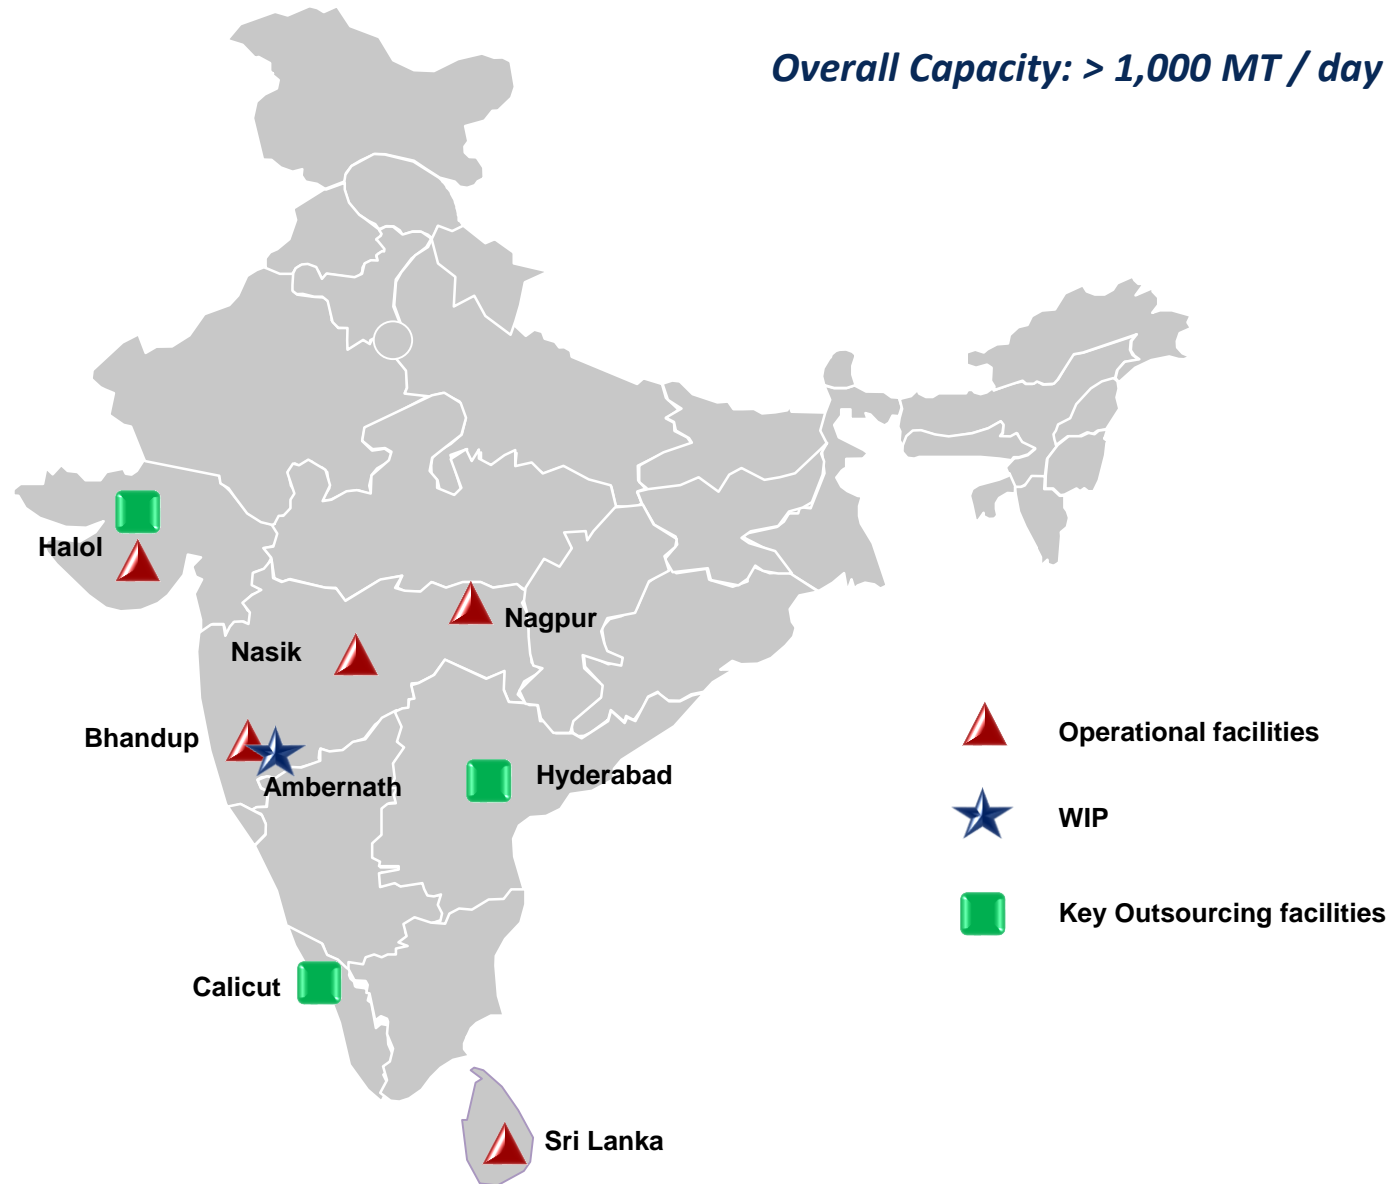 Overall Capacity: > 1,000 MT / day
Halol
Nagpur
Nasik
Bhandup
Ambernath
Hyderabad
Calicut
Sri Lanka
Operational facilities
WIP
Key Outsourcing facilities